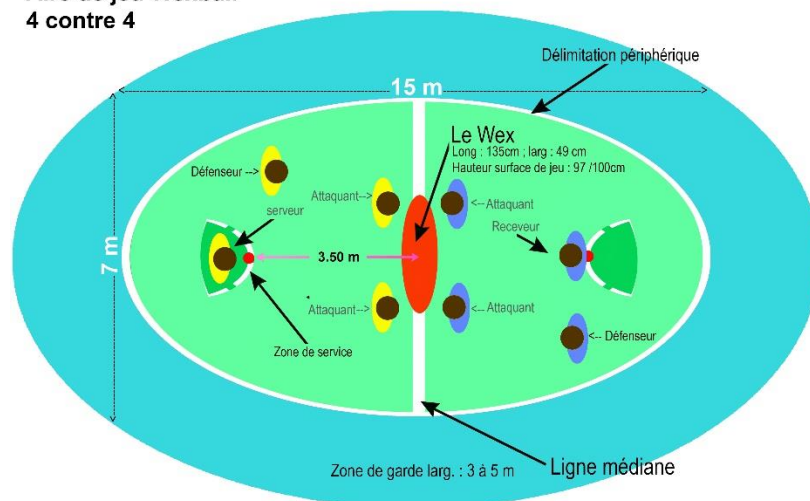 4 contre 4
Délimitation périphérique
15 m
Le Wex
Long : 135cm ; larg : 49 cm
Hauteur surface de jeu : 97 /100cm
Défenseur -->
Attaquant-->
<-- Attaquant
serveur
Receveur
7 m
3.50 m
Attaquant-->
<--- Attaquant
Zone de service
<-- Défenseur
Zone de garde larg. : 3 à 5 m
Ligne médiane